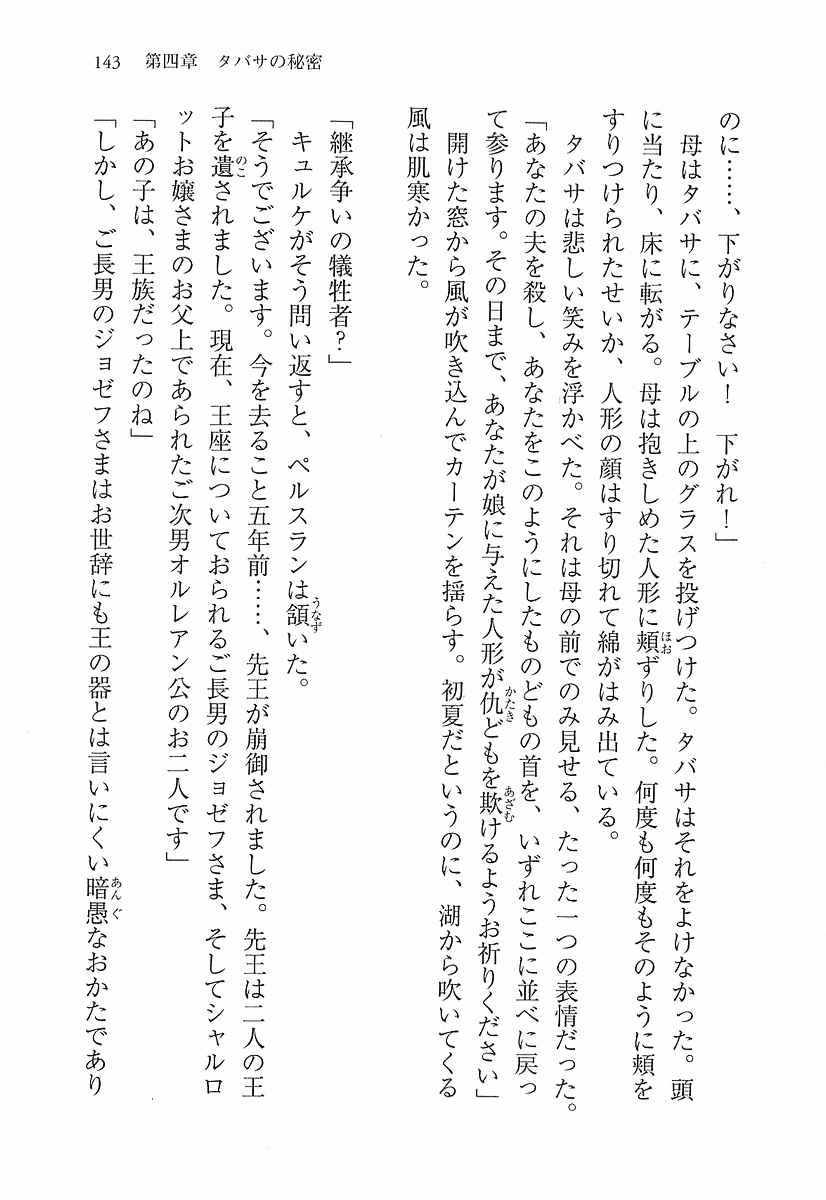 143　第四章　タバサの秘密
のに……、下がりなさい！　下がれ！」
　母はタバサに、テーブルの上のグラスを投げつけた。タバサはそれをよけなかった。頭
に当たり、床に転がる。母は抱きしめた人形に頬ずりした。何度も何度もそのように頬を
すりつけられたせいか、人形の顔はすり切れて綿がはみ出ている。
　タバサは悲しい笑みを浮かべた。それは母の前でのみ見せる、たった一つの表情だった。
「あなたの夫を殺し、あなたをこのようにしたものどもの首を、いずれここに並べに戻っ
て参ります。その日まで、あなたが娘に与えた人形が仇どもを欺けるようお祈りください」
　開けた窓から風が吹き込んでカーテンを揺らす。初夏だというのに、湖から吹いてくる
風は肌寒かった。
「継承争いの犠牲者？」
　キュルケがそう問い返すと、ペルスランは頷いた。
「そうでございます。今を去ること五年前……、先王が崩御されました。先王は二人の王
子を遺されました。現在、王座についておられるご長男のジョゼフさま、そしてシャルロ
ットお嬢さまのお父上であられたご次男オルレアン公のお二人です」
「あの子は、王族だったのね」
「しかし、ご長男のジョゼフさまはお世辞にも王の器とは言いにくい暗愚なおかたであり